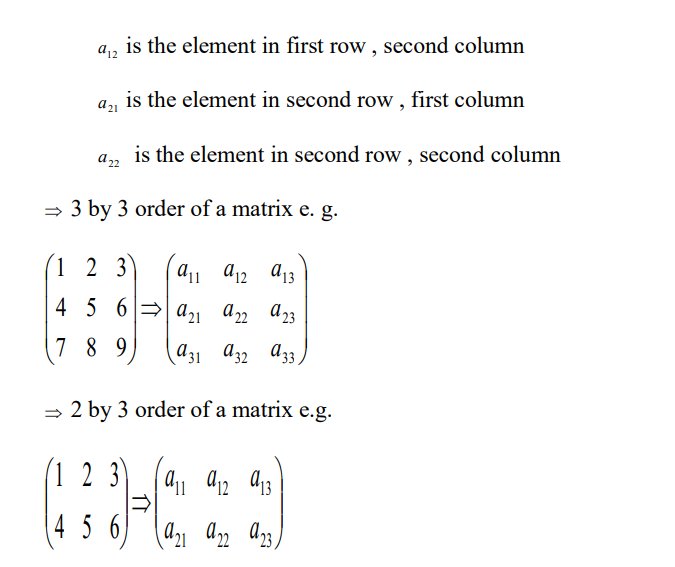 a₁₂ is the element in first row , second column
a₂₁ is the element in second row , first column
a₂₂ is the element in second row , second column
⇒ 3 by 3 order of a matrix e. g.
(1 2 3) (a₁₁ a₁₂ a₁₃)
(4 5 6) ⇒ (a₂₁ a₂₂ a₂₃)
(7 8 9) (a₃₁ a₃₂ a₃₃)
⇒ 2 by 3 order of a matrix e.g.
(1 2 3) ⇒ (a₁₁ a₁₂ a₁₃)
(4 5 6) (a₂₁ a₂₂ a₂₃)